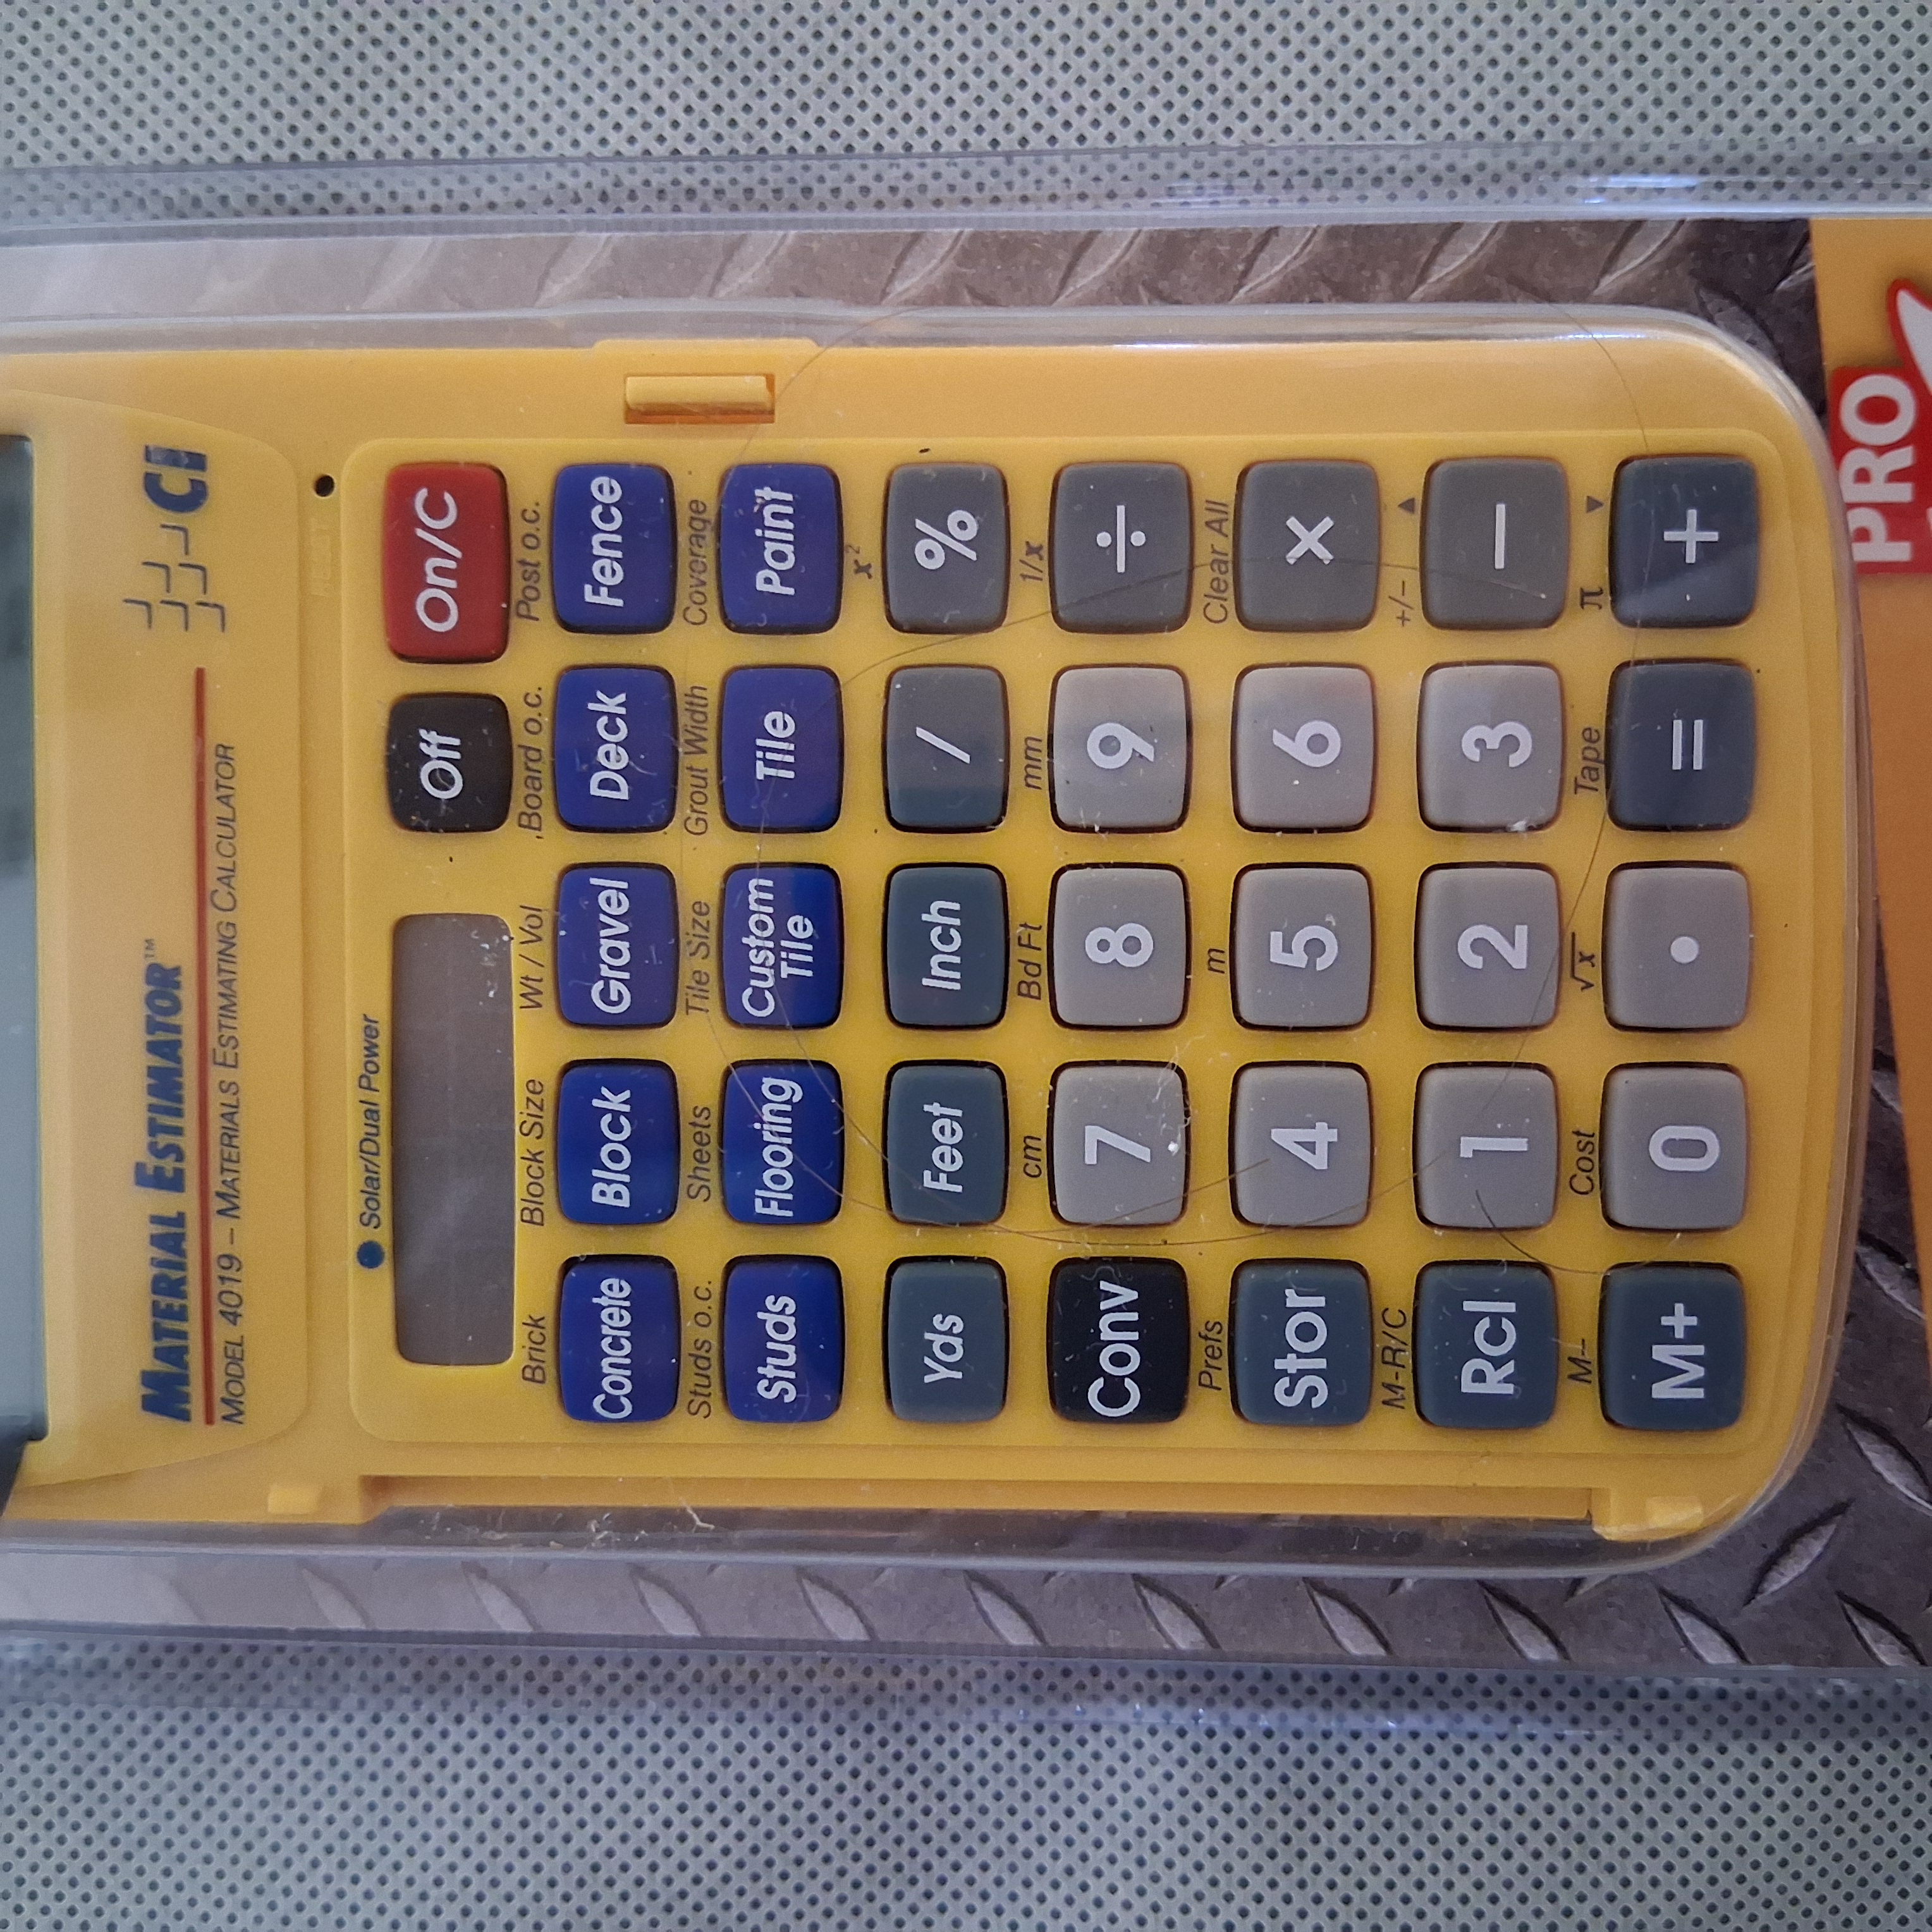 CI
MATERIAL ESTIMATOR™
MODEL 4019 – MATERIALS ESTIMATING CALCULATOR
Solar/Dual Power
Off On/C
Brick Block Size Wt / Vol Board o.c. Post o.c.
Concrete Block Gravel Deck Fence
Studs o.c. Sheets Tile Size Grout Width Coverage
Studs Flooring Custom Tile Tile Paint
x²
Yds Feet Inch / %
cm Bd Ft mm 1/x
Conv 7 8 9 ÷
Prefs m Clear All
Stor 4 5 6 ×
M-R/C +/– ▲
Rcl 1 2 3 –
M– Cost √x Tape π ▼
M+ 0 • = +
PRO